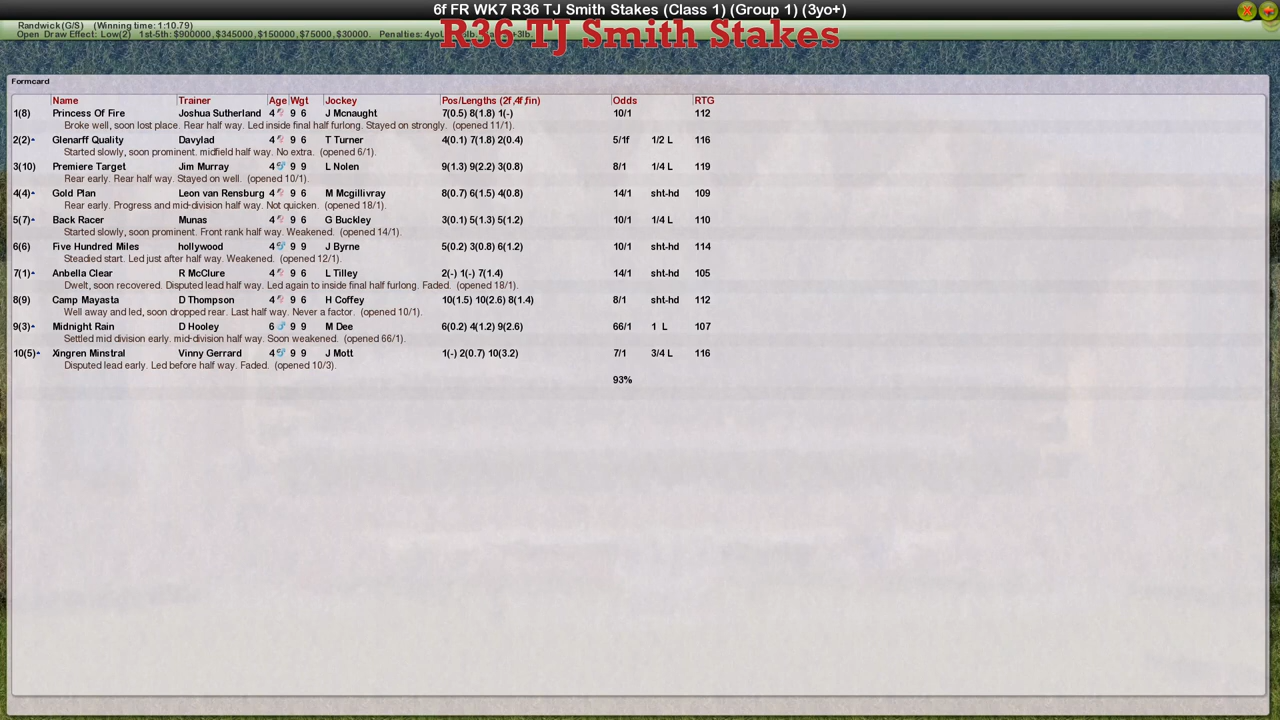 6f FR WK7 R36 TJ Smith Stakes (Class 1) (Group 1) (3yo+)
Randwick(G/S) (Winning time: 1:10.79)
R36 TJ Smith Stakes
Open Draw Effect: Low(2) 1st-5th: $900000,$345000,$150000,$75000,$30000. Penalties: 4yo
Formcard
Name Trainer Age Wgt Jockey Pos/Lengths (2f,4f,fin) Odds RTG
1(8) Princess Of Fire Joshua Sutherland 4 9 6 J Mcnaught 7(0.5) 8(1.8) 1(-) 10/1 112
Broke well, soon lost place. Rear half way. Led inside final half furlong. Stayed on strongly. (opened 11/1).
2(2) Glenarff Quality Davylad 4 9 6 T Turner 4(0.1) 7(1.8) 2(0.4) 5/1f 1/2 L 116
Started slowly, soon prominent. midfield half way. No extra. (opened 6/1).
3(10) Premiere Target Jim Murray 4 9 9 L Nolen 9(1.3) 9(2.2) 3(0.8) 8/1 1/4 L 119
Rear early. Rear half way. Stayed on well. (opened 10/1).
4(4) Gold Plan Leon van Rensburg 4 9 6 M Mcgillivray 8(0.7) 6(1.5) 4(0.8) 14/1 sht-hd 109
Rear early. Progress and mid-division half way. Not quicken. (opened 18/1).
5(7) Back Racer Munas 4 9 6 G Buckley 3(0.1) 5(1.3) 5(1.2) 10/1 1/4 L 110
Started slowly, soon prominent. Front rank half way. Weakened. (opened 14/1).
6(6) Five Hundred Miles hollywood 4 9 9 J Byrne 5(0.2) 3(0.8) 6(1.2) 10/1 sht-hd 114
Steadied start. Led just after half way. Weakened. (opened 12/1).
7(1) Anbella Clear R McClure 4 9 6 L Tilley 2(-) 1(-) 7(1.4) 14/1 sht-hd 105
Dwelt, soon recovered. Disputed lead half way. Led again to inside final half furlong. Faded. (opened 18/1).
8(9) Camp Mayasta D Thompson 4 9 6 H Coffey 10(1.5) 10(2.6) 8(1.4) 8/1 sht-hd 112
Well away and led, soon dropped rear. Last half way. Never a factor. (opened 10/1).
9(3) Midnight Rain D Hooley 6 9 9 M Dee 6(0.2) 4(1.2) 9(2.6) 66/1 1 L 107
Settled mid division early. mid-division half way. Soon weakened. (opened 66/1).
10(5) Xingren Minstral Vinny Gerrard 4 9 9 J Mott 1(-) 2(0.7) 10(3.2) 7/1 3/4 L 116
Disputed lead early. Led before half way. Faded. (opened 10/3).
93%